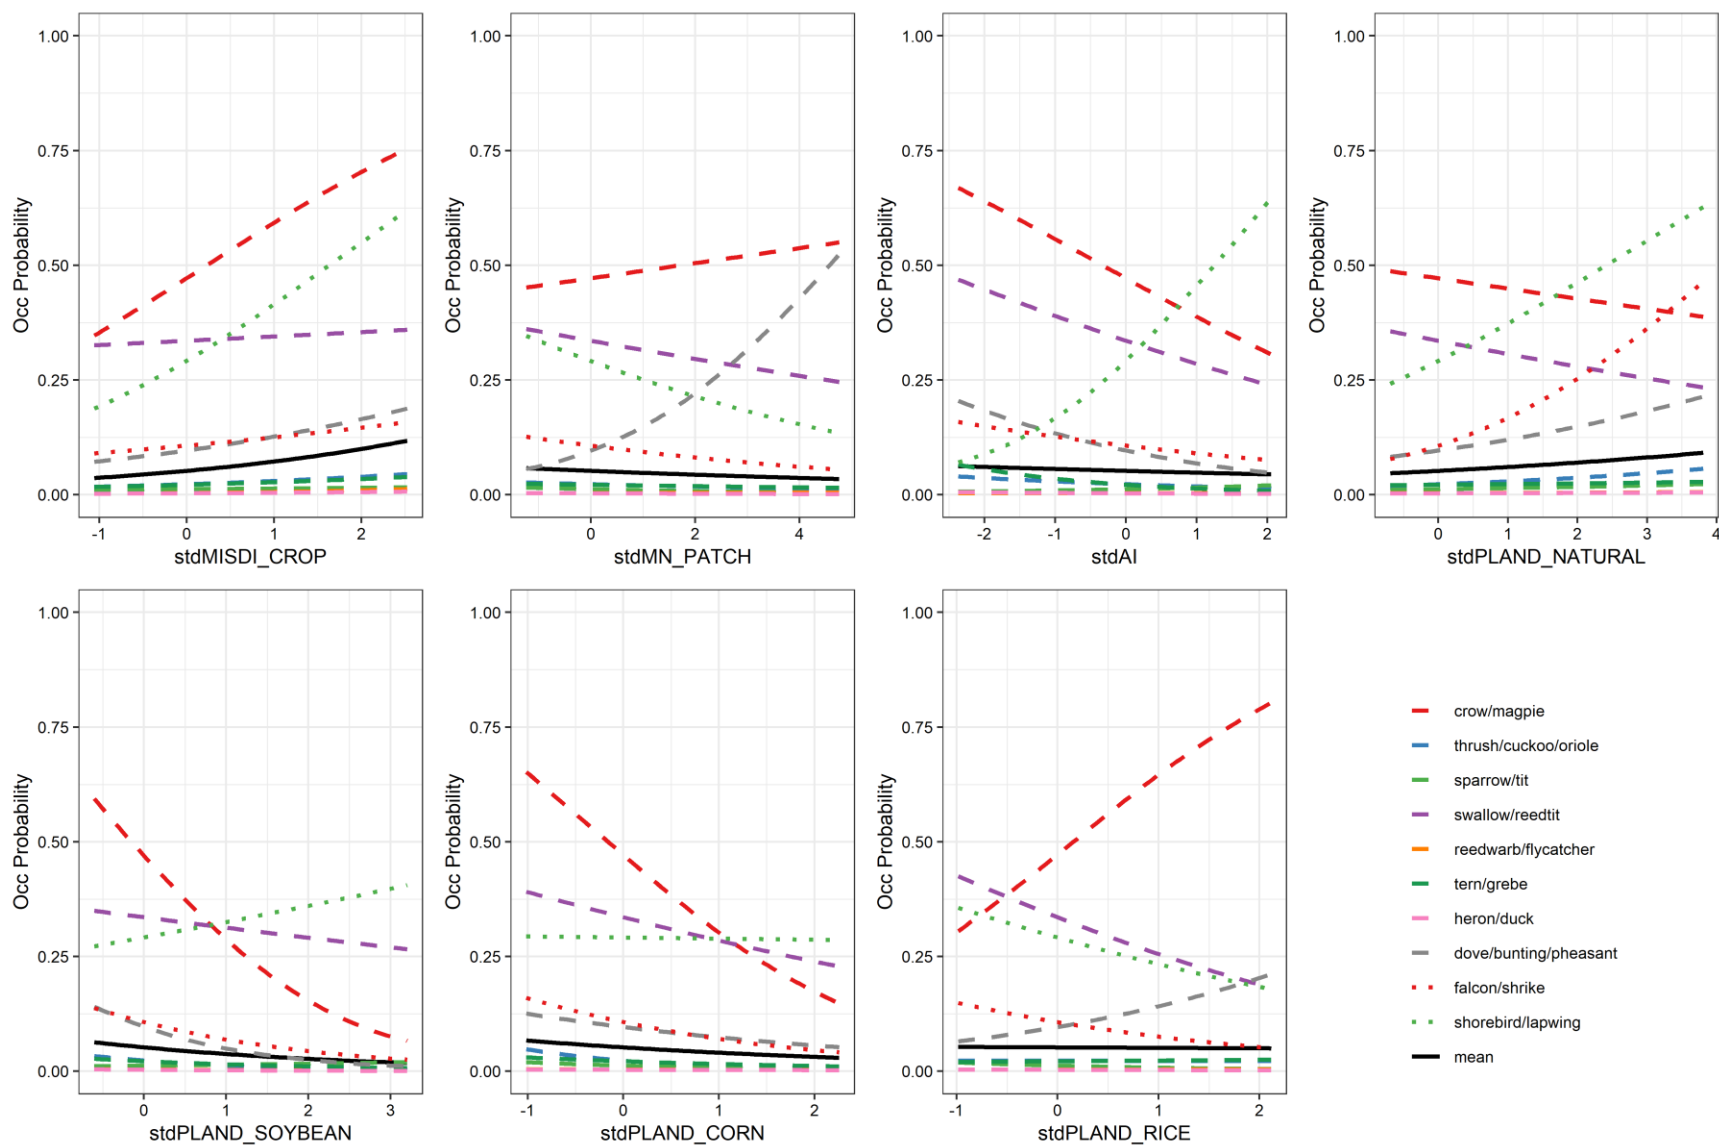 1.00
0.75
0.50
0.25
0.00
Occ Probability
-1 0 1 2
stdMISDI_CROP
1.00
0.75
0.50
0.25
0.00
Occ Probability
0 2 4
stdMN_PATCH
1.00
0.75
0.50
0.25
0.00
Occ Probability
-2 -1 0 1 2
stdAI
1.00
0.75
0.50
0.25
0.00
Occ Probability
0 1 2 3 4
stdPLAND_NATURAL
1.00
0.75
0.50
0.25
0.00
Occ Probability
0 1 2 3
stdPLAND_SOYBEAN
1.00
0.75
0.50
0.25
0.00
Occ Probability
-1 0 1 2
stdPLAND_CORN
1.00
0.75
0.50
0.25
0.00
Occ Probability
-1 0 1 2
stdPLAND_RICE
crow/magpie
thrush/cuckoo/oriole
sparrow/tit
swallow/reedtit
reedwarb/flycatcher
tern/grebe
heron/duck
dove/bunting/pheasant
falcon/shrike
shorebird/lapwing
mean